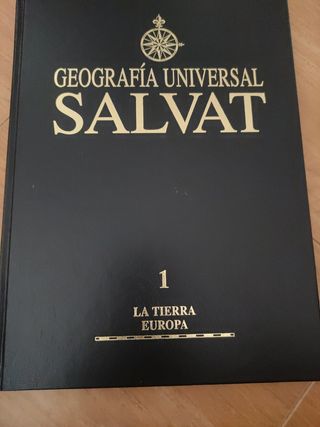 GEOGRAFÍA UNIVERSAL
SALVAT
1
LA TIERRA
EUROPA